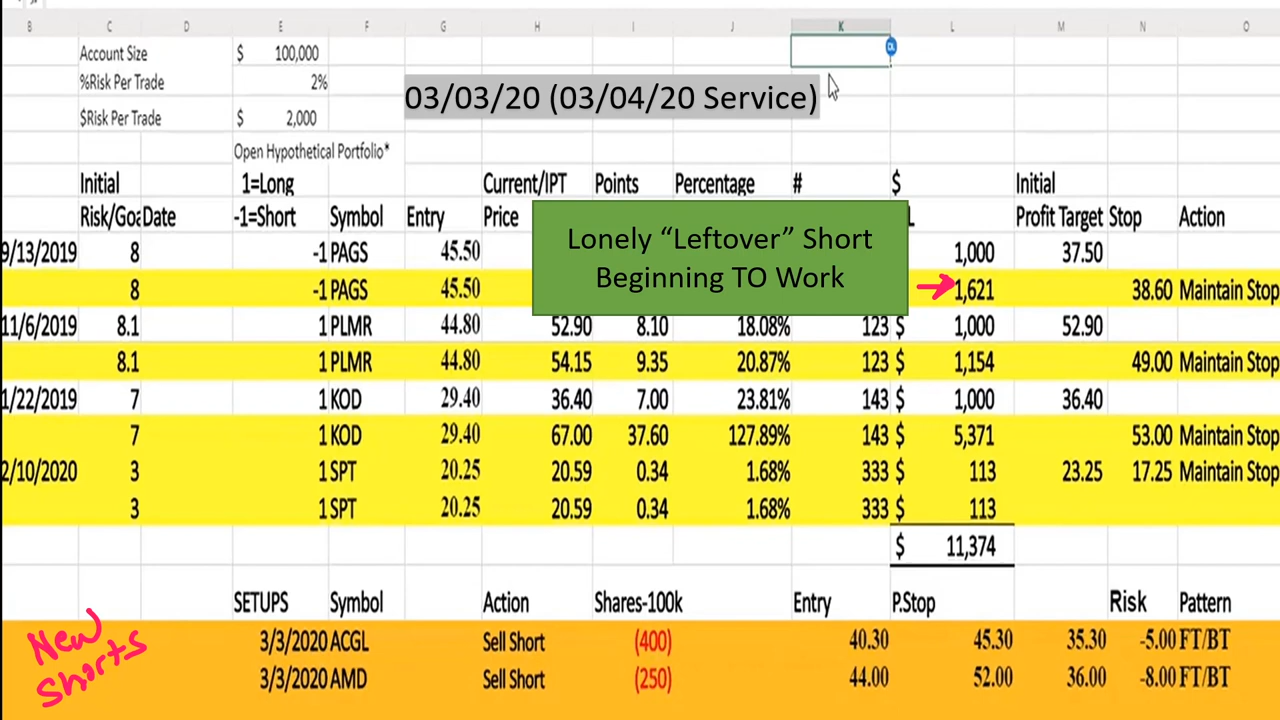 B C D E F G H I J K L M N O
Account Size $ 100,000
%Risk Per Trade 2%
03/03/20 (03/04/20 Service)
$Risk Per Trade $ 2,000
Open Hypothetical Portfolio*
Initial 1=Long Current/IPT Points Percentage # $ Initial
Risk/Goa Date -1=Short Symbol Entry Price L Profit Target Stop Action
9/13/2019 8 -1 PAGS 45.50 1,000 37.50
Lonely “Leftover” Short
Beginning TO Work
8 -1 PAGS 45.50 1,621 38.60 Maintain Stop
11/6/2019 8.1 1 PLMR 44.80 52.90 8.10 18.08% 123 $ 1,000 52.90
8.1 1 PLMR 44.80 54.15 9.35 20.87% 123 $ 1,154 49.00 Maintain Stop
1/22/2019 7 1 KOD 29.40 36.40 7.00 23.81% 143 $ 1,000 36.40
7 1 KOD 29.40 67.00 37.60 127.89% 143 $ 5,371 53.00 Maintain Stop
2/10/2020 3 1 SPT 20.25 20.59 0.34 1.68% 333 $ 113 23.25 17.25 Maintain Stop
3 1 SPT 20.25 20.59 0.34 1.68% 333 $ 113
$ 11,374
SETUPS Symbol Action Shares-100k Entry P.Stop Risk Pattern
New
Shorts
3/3/2020 ACGL Sell Short (400) 40.30 45.30 35.30 -5.00 FT/BT
3/3/2020 AMD Sell Short (250) 44.00 52.00 36.00 -8.00 FT/BT